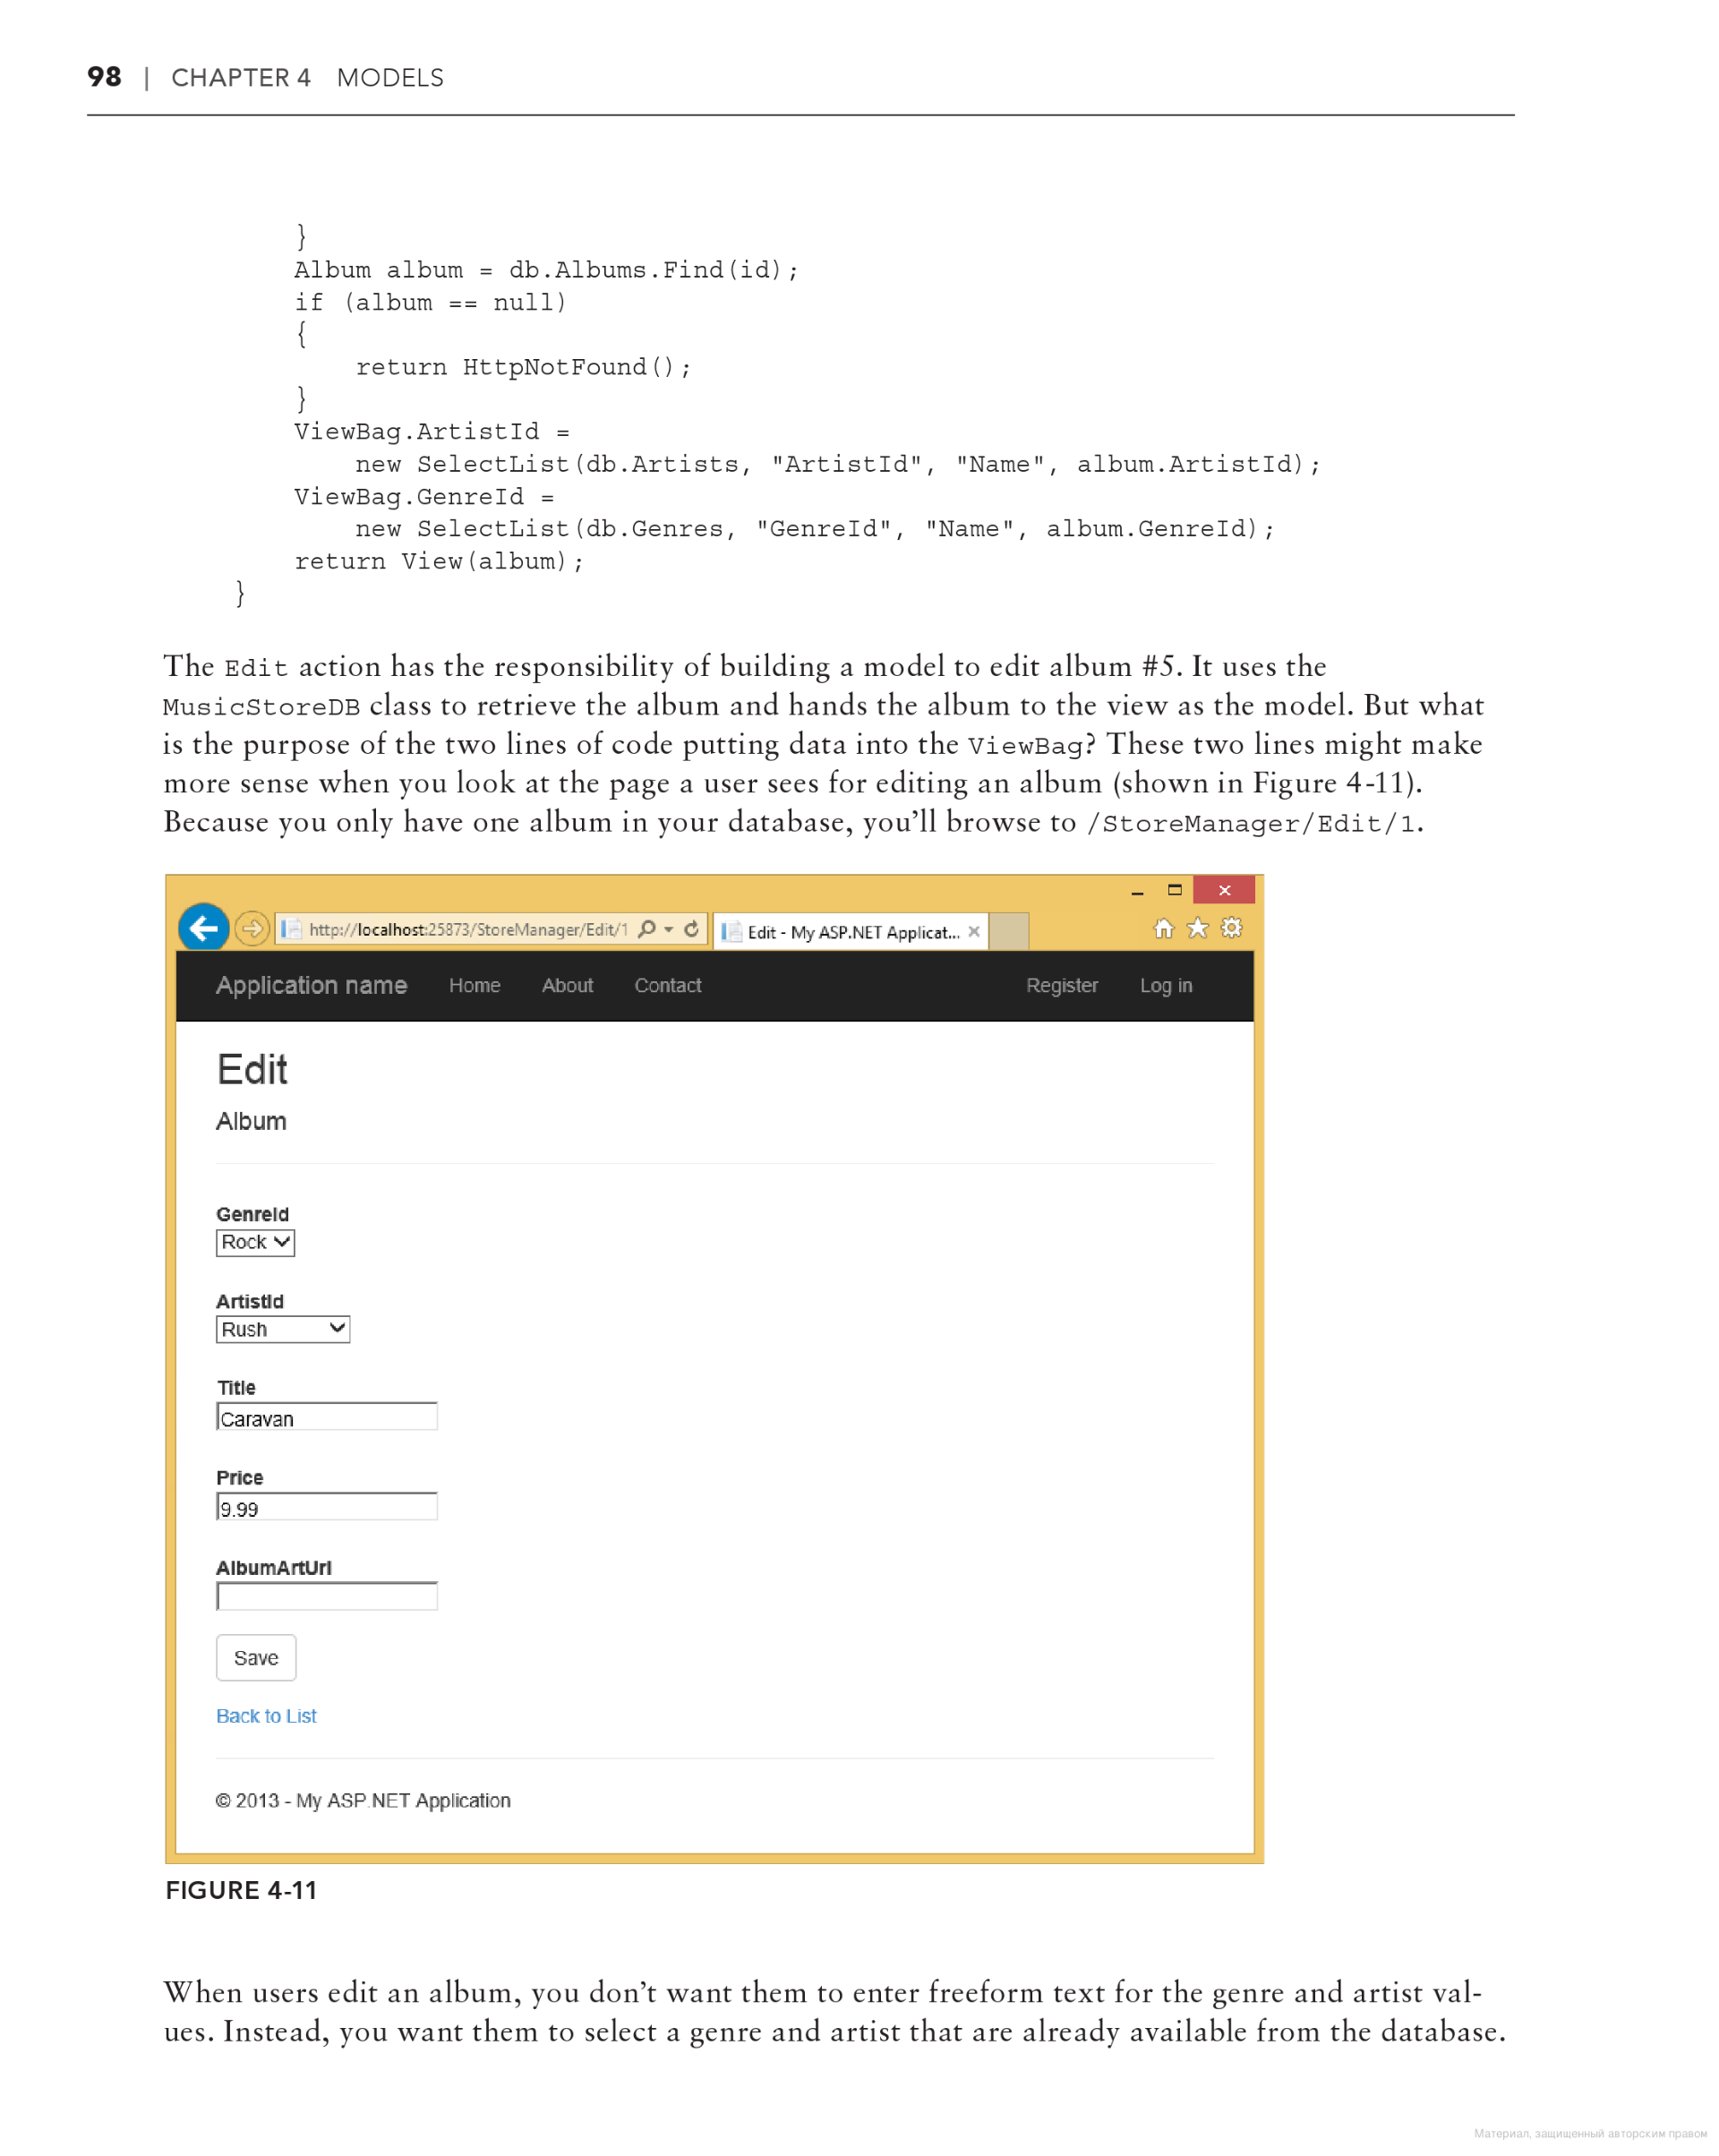 98 | CHAPTER 4 MODELS
}
Album album = db.Albums.Find(id);
if (album == null)
{
return HttpNotFound();
}
ViewBag.ArtistId =
new SelectList(db.Artists, "ArtistId", "Name", album.ArtistId);
ViewBag.GenreId =
new SelectList(db.Genres, "GenreId", "Name", album.GenreId);
return View(album);
}
The Edit action has the responsibility of building a model to edit album #5. It uses the
MusicStoreDB class to retrieve the album and hands the album to the view as the model. But what
is the purpose of the two lines of code putting data into the ViewBag? These two lines might make
more sense when you look at the page a user sees for editing an album (shown in Figure 4-11).
Because you only have one album in your database, you’ll browse to /StoreManager/Edit/1.
http://localhost:25873/StoreManager/Edit/1 Edit - My ASP.NET Applicat...
Application name Home About Contact Register Log in
Edit
Album
GenreId
Rock
ArtistId
Rush
Title
Caravan
Price
9.99
AlbumArtUrl
Save
Back to List
© 2013 - My ASP.NET Application
FIGURE 4-11
When users edit an album, you don’t want them to enter freeform text for the genre and artist val-
ues. Instead, you want them to select a genre and artist that are already available from the database.
Материал, защищенный авторским правом